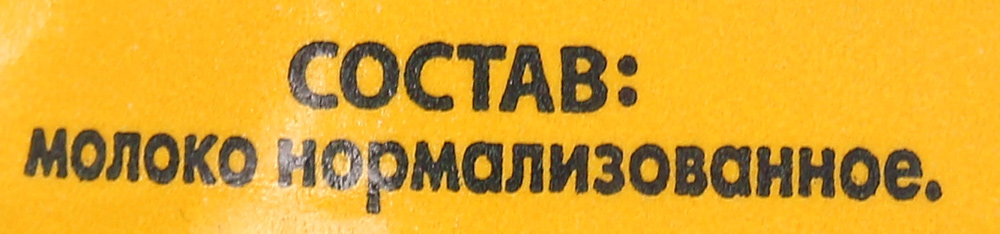 СОСТАВ:
молоко нормализованное.